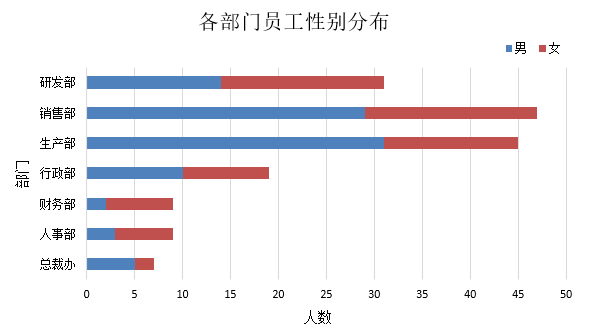 各部门员工性别分布
男 女
研发部
销售部
生产部
行政部
财务部
人事部
总裁办
部门
0 5 10 15 20 25 30 35 40 45 50
人数